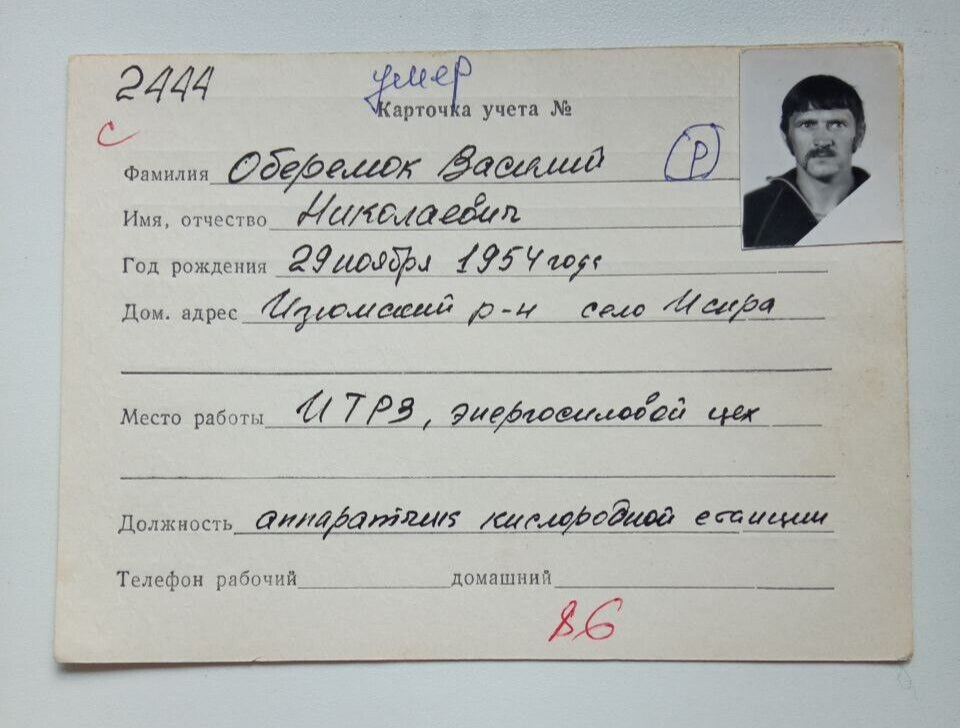 2444
умер
Карточка учета №
с
Р
Фамилия Оберемок Василий
Имя, отчество Николаевич
Год рождения 29 ноября 1954 года
Дом. адрес Изюмский р-н село
Место работы ИТРЗ, энергосиловой цех
Должность аппаратчик кислородной станции
Телефон рабочий домашний
86